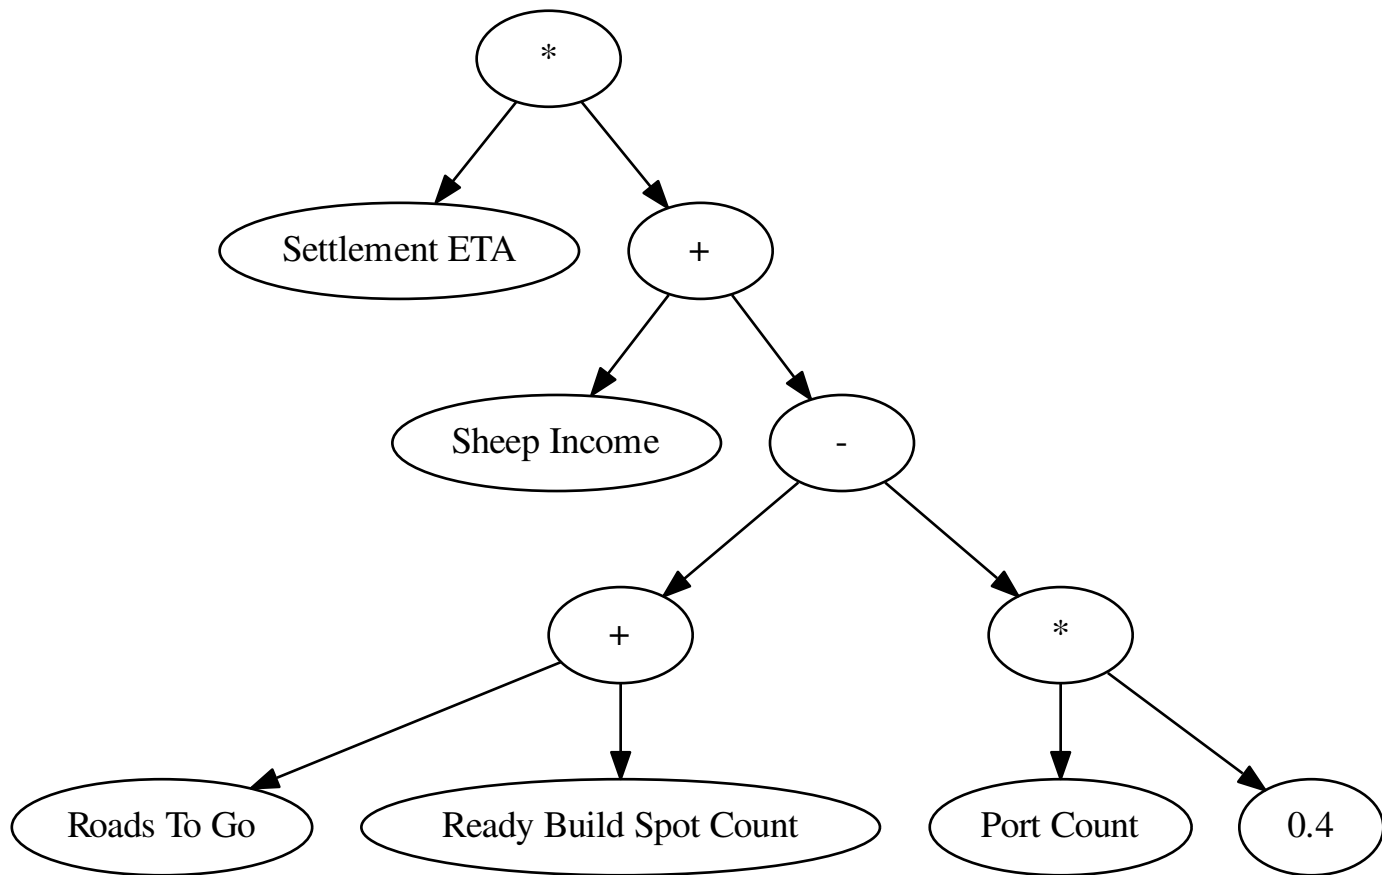 *
Settlement ETA
+
Sheep Income
-
+
*
Roads To Go
Ready Build Spot Count
Port Count
0.4